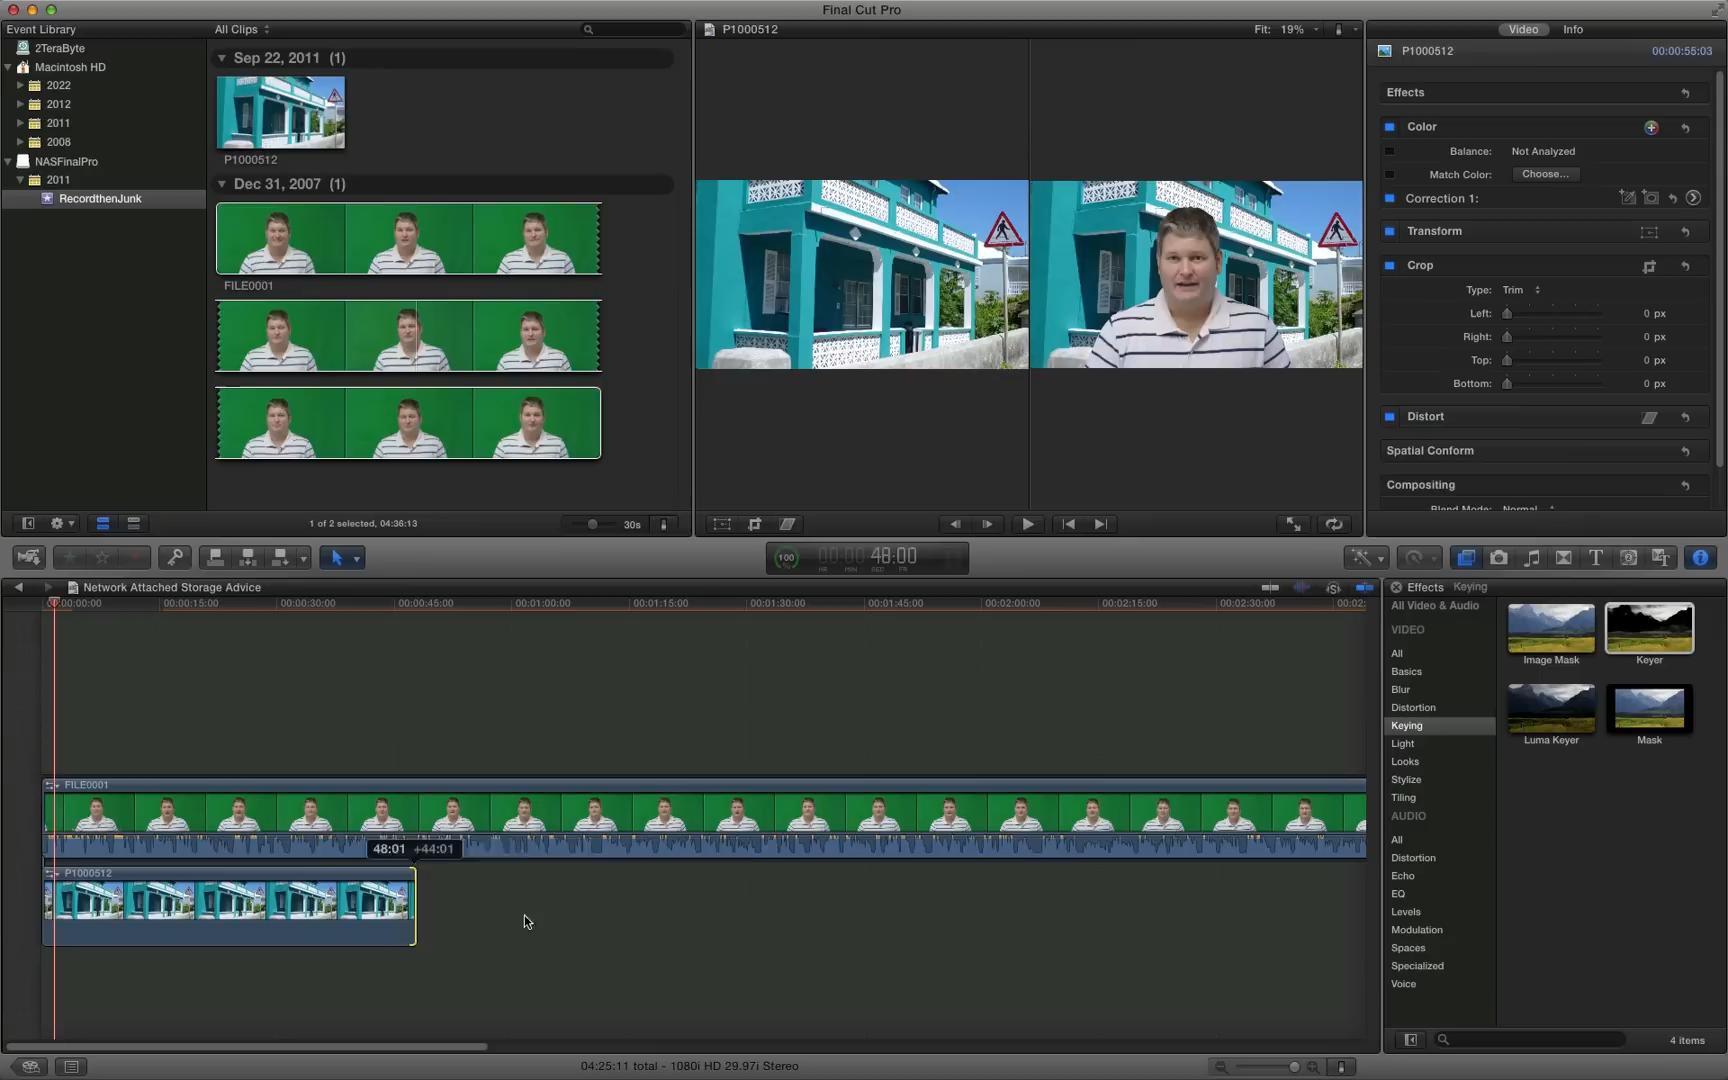 Final Cut Pro
Event Library
All Clips
P1000512
Fit: 19%
Video
Info
2TeraByte
Macintosh HD
2022
2012
2011
2008
NASFinalPro
2011
RecordthenJunk
Sep 22, 2011 (1)
P1000512
Dec 31, 2007 (1)
FILE0001
1 of 2 selected, 04:36:13
30s
P1000512
00:00:55:03
Effects
Color
Balance: Not Analyzed
Match Color: Choose...
Correction 1:
Transform
Crop
Type: Trim
Left: 0 px
Right: 0 px
Top: 0 px
Bottom: 0 px
Distort
Spatial Conform
Compositing
Blend Mode: Normal
100
00:00:48:00
HR MIN SEC FR
Network Attached Storage Advice
00:00:00:00 00:00:15:00 00:00:30:00 00:00:45:00 00:01:00:00 00:01:15:00 00:01:30:00 00:01:45:00 00:02:00:00 00:02:15:00 00:02:30:00 00:02:
FILE0001
48:01 +44:01
P1000512
04:25:11 total - 1080i HD 29.97i Stereo
Effects Keying
All Video & Audio
VIDEO
All
Basics
Blur
Distortion
Keying
Light
Looks
Stylize
Tiling
AUDIO
All
Distortion
Echo
EQ
Levels
Modulation
Spaces
Specialized
Voice
Image Mask
Keyer
Luma Keyer
Mask
4 items